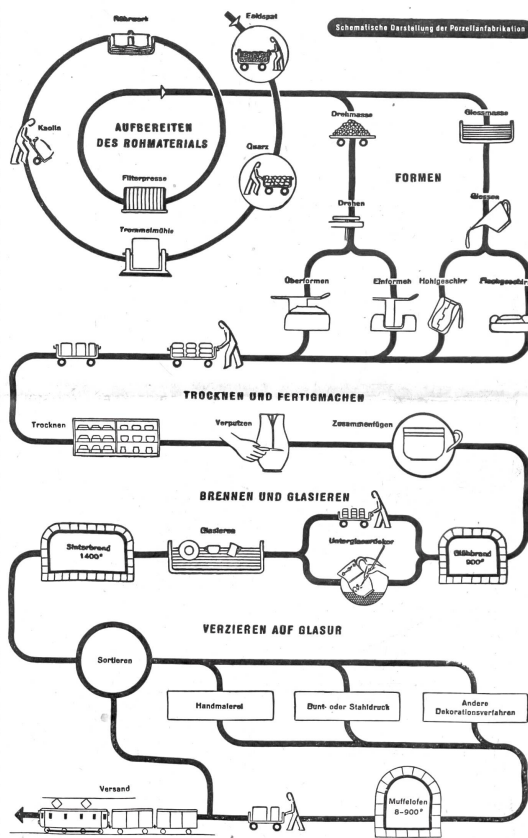 Schematische Darstellung der Porzellanfabrikation
Rührwerk
Feldspat
Kaolin
AUFBEREITEN
DES ROHMATERIALS
Quarz
Filterpresse
Trommelmühle
Drehmasse
Giessmasse
FORMEN
Drehen
Giessen
Überformen
Einformen
Hohlgeschirr
Flachgeschirr
TROCKNEN UND FERTIGMACHEN
Trocknen
Verputzen
Zusammenfügen
BRENNEN UND GLASIEREN
Sinterbrand
1400°
Glasieren
Unterglasurdekor
Glühbrand
900°
VERZIEREN AUF GLASUR
Sortieren
Handmalerei
Bunt- oder Stahldruck
Andere
Dekorationsverfahren
Versand
Muffelofen
8-900°